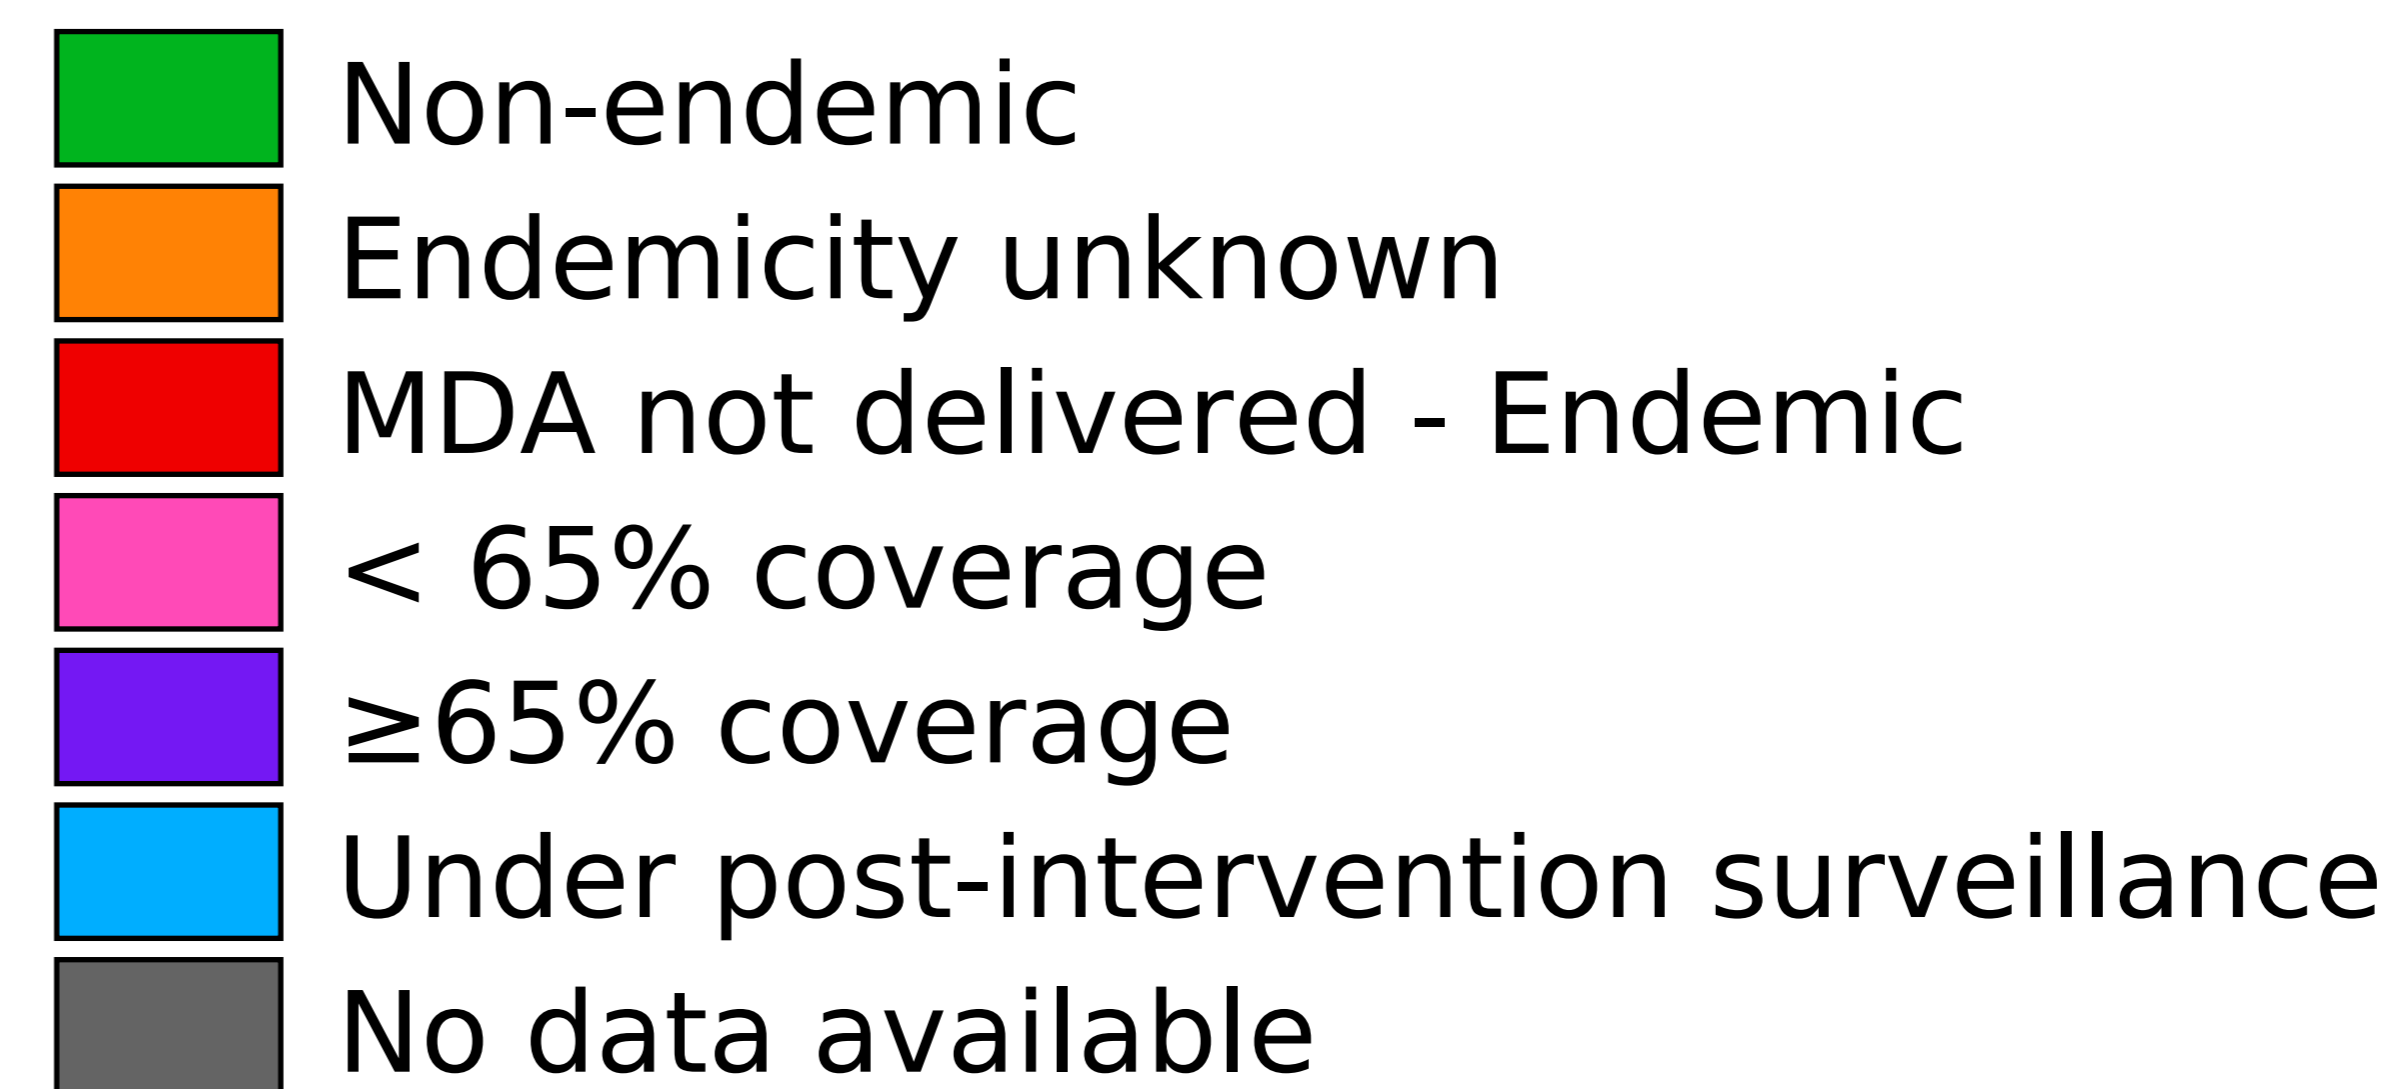 Non-endemic
Endemicity unknown
MDA not delivered - Endemic
< 65% coverage
≥65% coverage
Under post-intervention surveillance
No data available